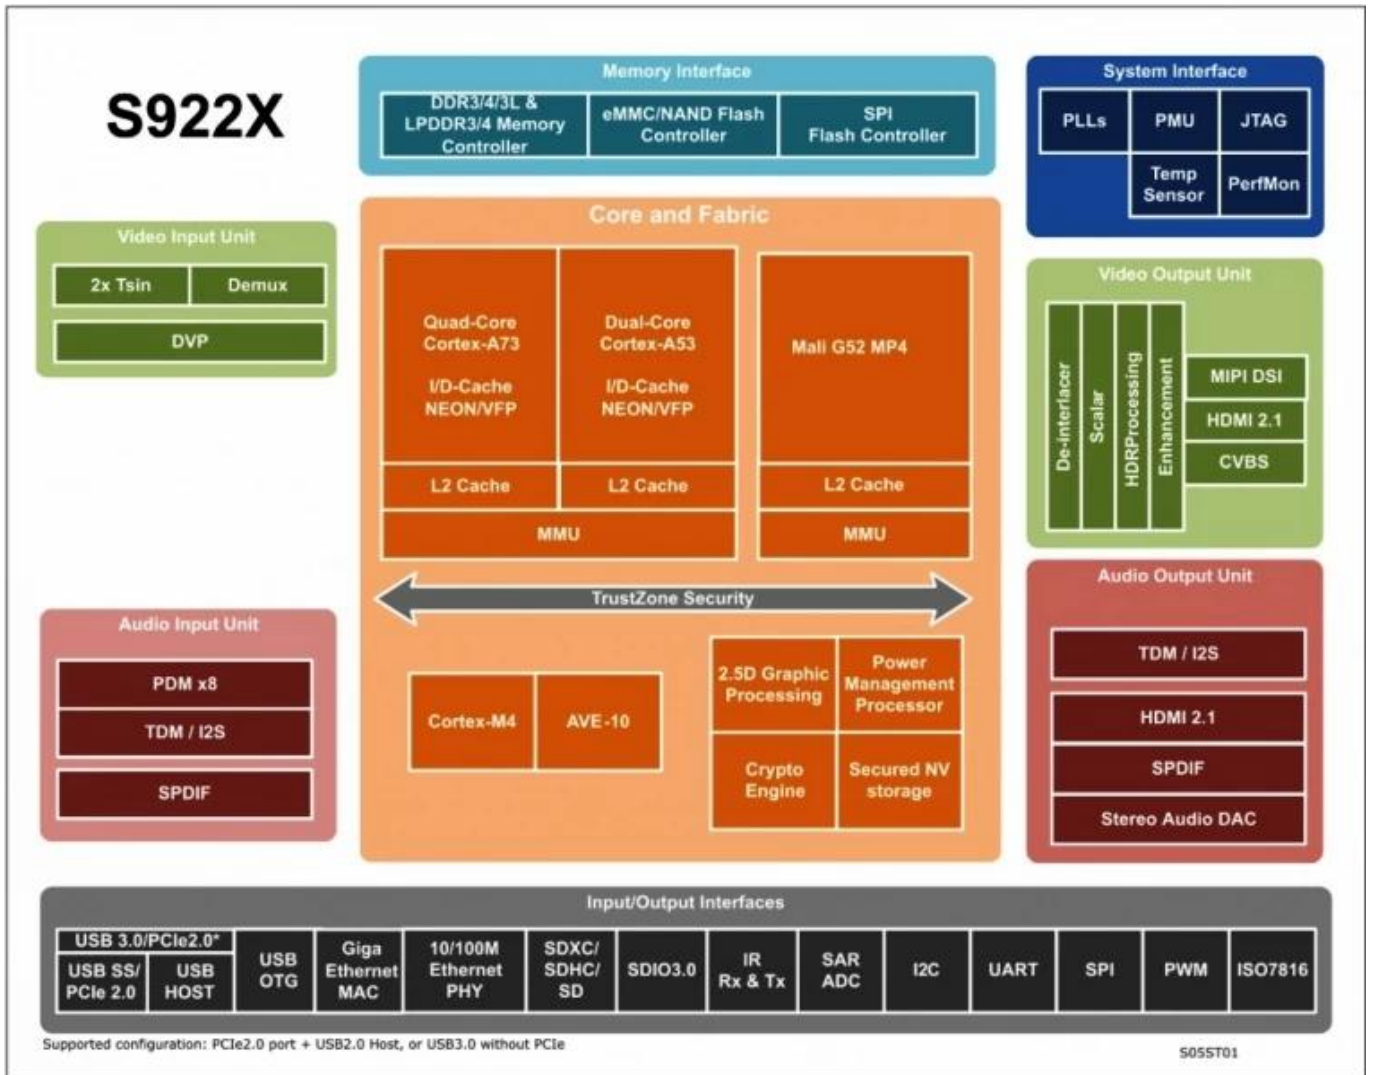 S922X
Memory Interface
DDR3/4/3L &
LPDDR3/4 Memory
Controller
eMMC/NAND Flash
Controller
SPI
Flash Controller
System Interface
PLLs
PMU
JTAG
Temp
Sensor
PerfMon
Video Input Unit
2x Tsin
Demux
DVP
Core and Fabric
Quad-Core
Cortex-A73
I/D-Cache
NEON/VFP
Dual-Core
Cortex-A53
I/D-Cache
NEON/VFP
Mali G52 MP4
L2 Cache
L2 Cache
L2 Cache
MMU
MMU
TrustZone Security
Cortex-M4
AVE-10
2.5D Graphic
Processing
Power
Management
Processor
Crypto
Engine
Secured NV
storage
Video Output Unit
De-interlacer
Scalar
HDRProcessing
Enhancement
MIPI DSI
HDMI 2.1
CVBS
Audio Input Unit
PDM x8
TDM / I2S
SPDIF
Audio Output Unit
TDM / I2S
HDMI 2.1
SPDIF
Stereo Audio DAC
Input/Output Interfaces
USB 3.0/PCIe2.0*
USB SS/
PCIe 2.0
USB
HOST
USB
OTG
Giga
Ethernet
MAC
10/100M
Ethernet
PHY
SDXC/
SDHC/
SD
SDIO3.0
IR
Rx & Tx
SAR
ADC
I2C
UART
SPI
PWM
ISO7816
Supported configuration: PCIe2.0 port + USB2.0 Host, or USB3.0 without PCIe
S05ST01